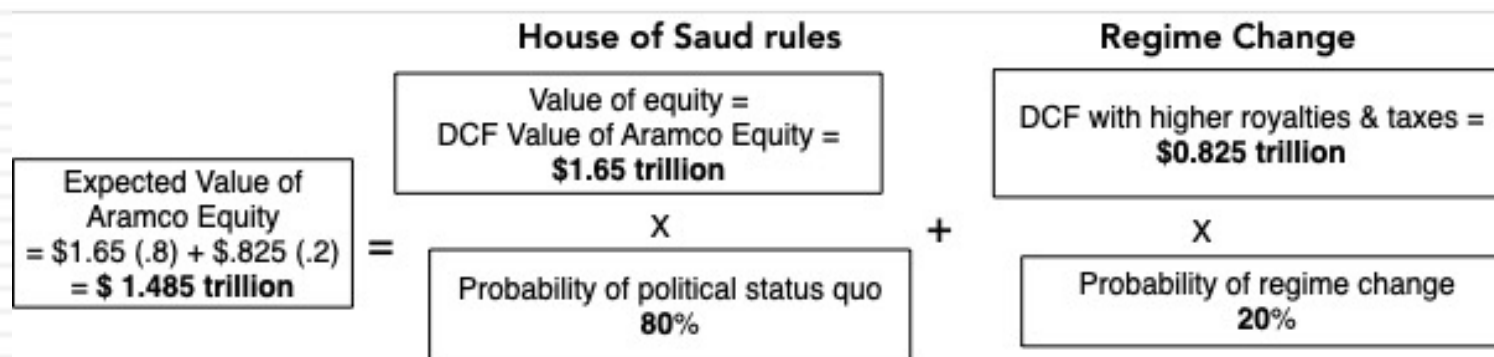 House of Saud rules
Regime Change
Value of equity =
DCF Value of Aramco Equity =
$1.65 trillion
DCF with higher royalties & taxes =
$0.825 trillion
Expected Value of
Aramco Equity
= $1.65 (.8) + $.825 (.2)
= $ 1.485 trillion
=
X
+
X
Probability of political status quo
80%
Probability of regime change
20%